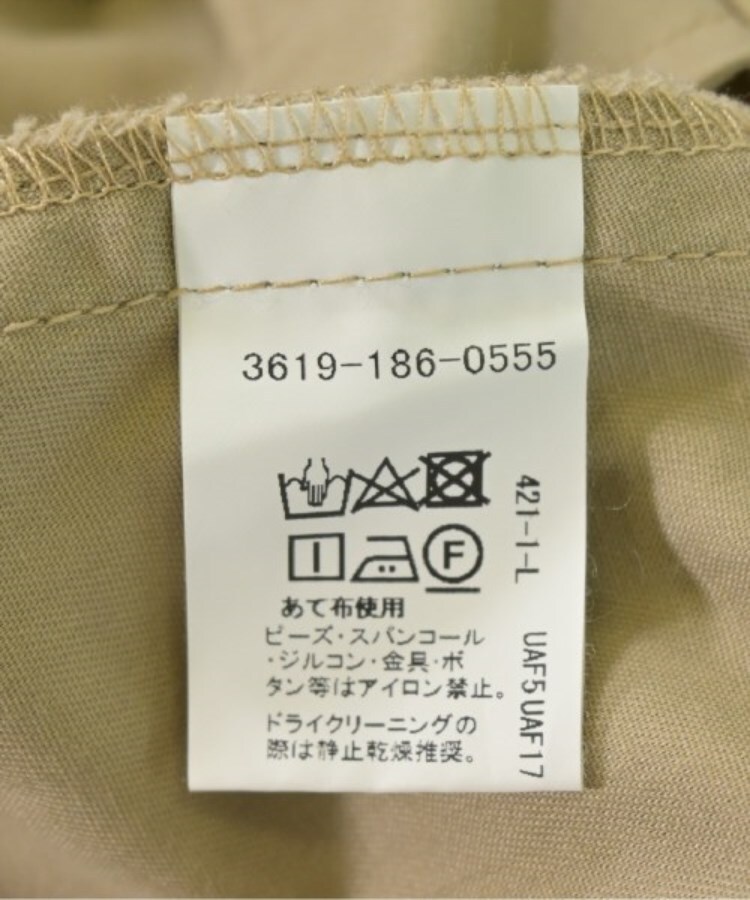 3619-186-0555
F
あて布使用
ビーズ・スパンコール
・ジルコン・金具・ボ
タン等はアイロン禁止。
ドライクリーニングの
際は静止乾燥推奨。
421-1-L
UAF5UAF17